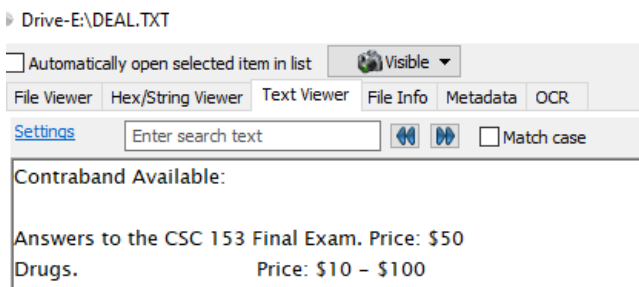 Drive-E:\DEAL.TXT
Automatically open selected item in list Visible
File Viewer Hex/String Viewer Text Viewer File Info Metadata OCR
Settings Enter search text Match case
Contraband Available:
Answers to the CSC 153 Final Exam. Price: $50
Drugs. Price: $10 – $100